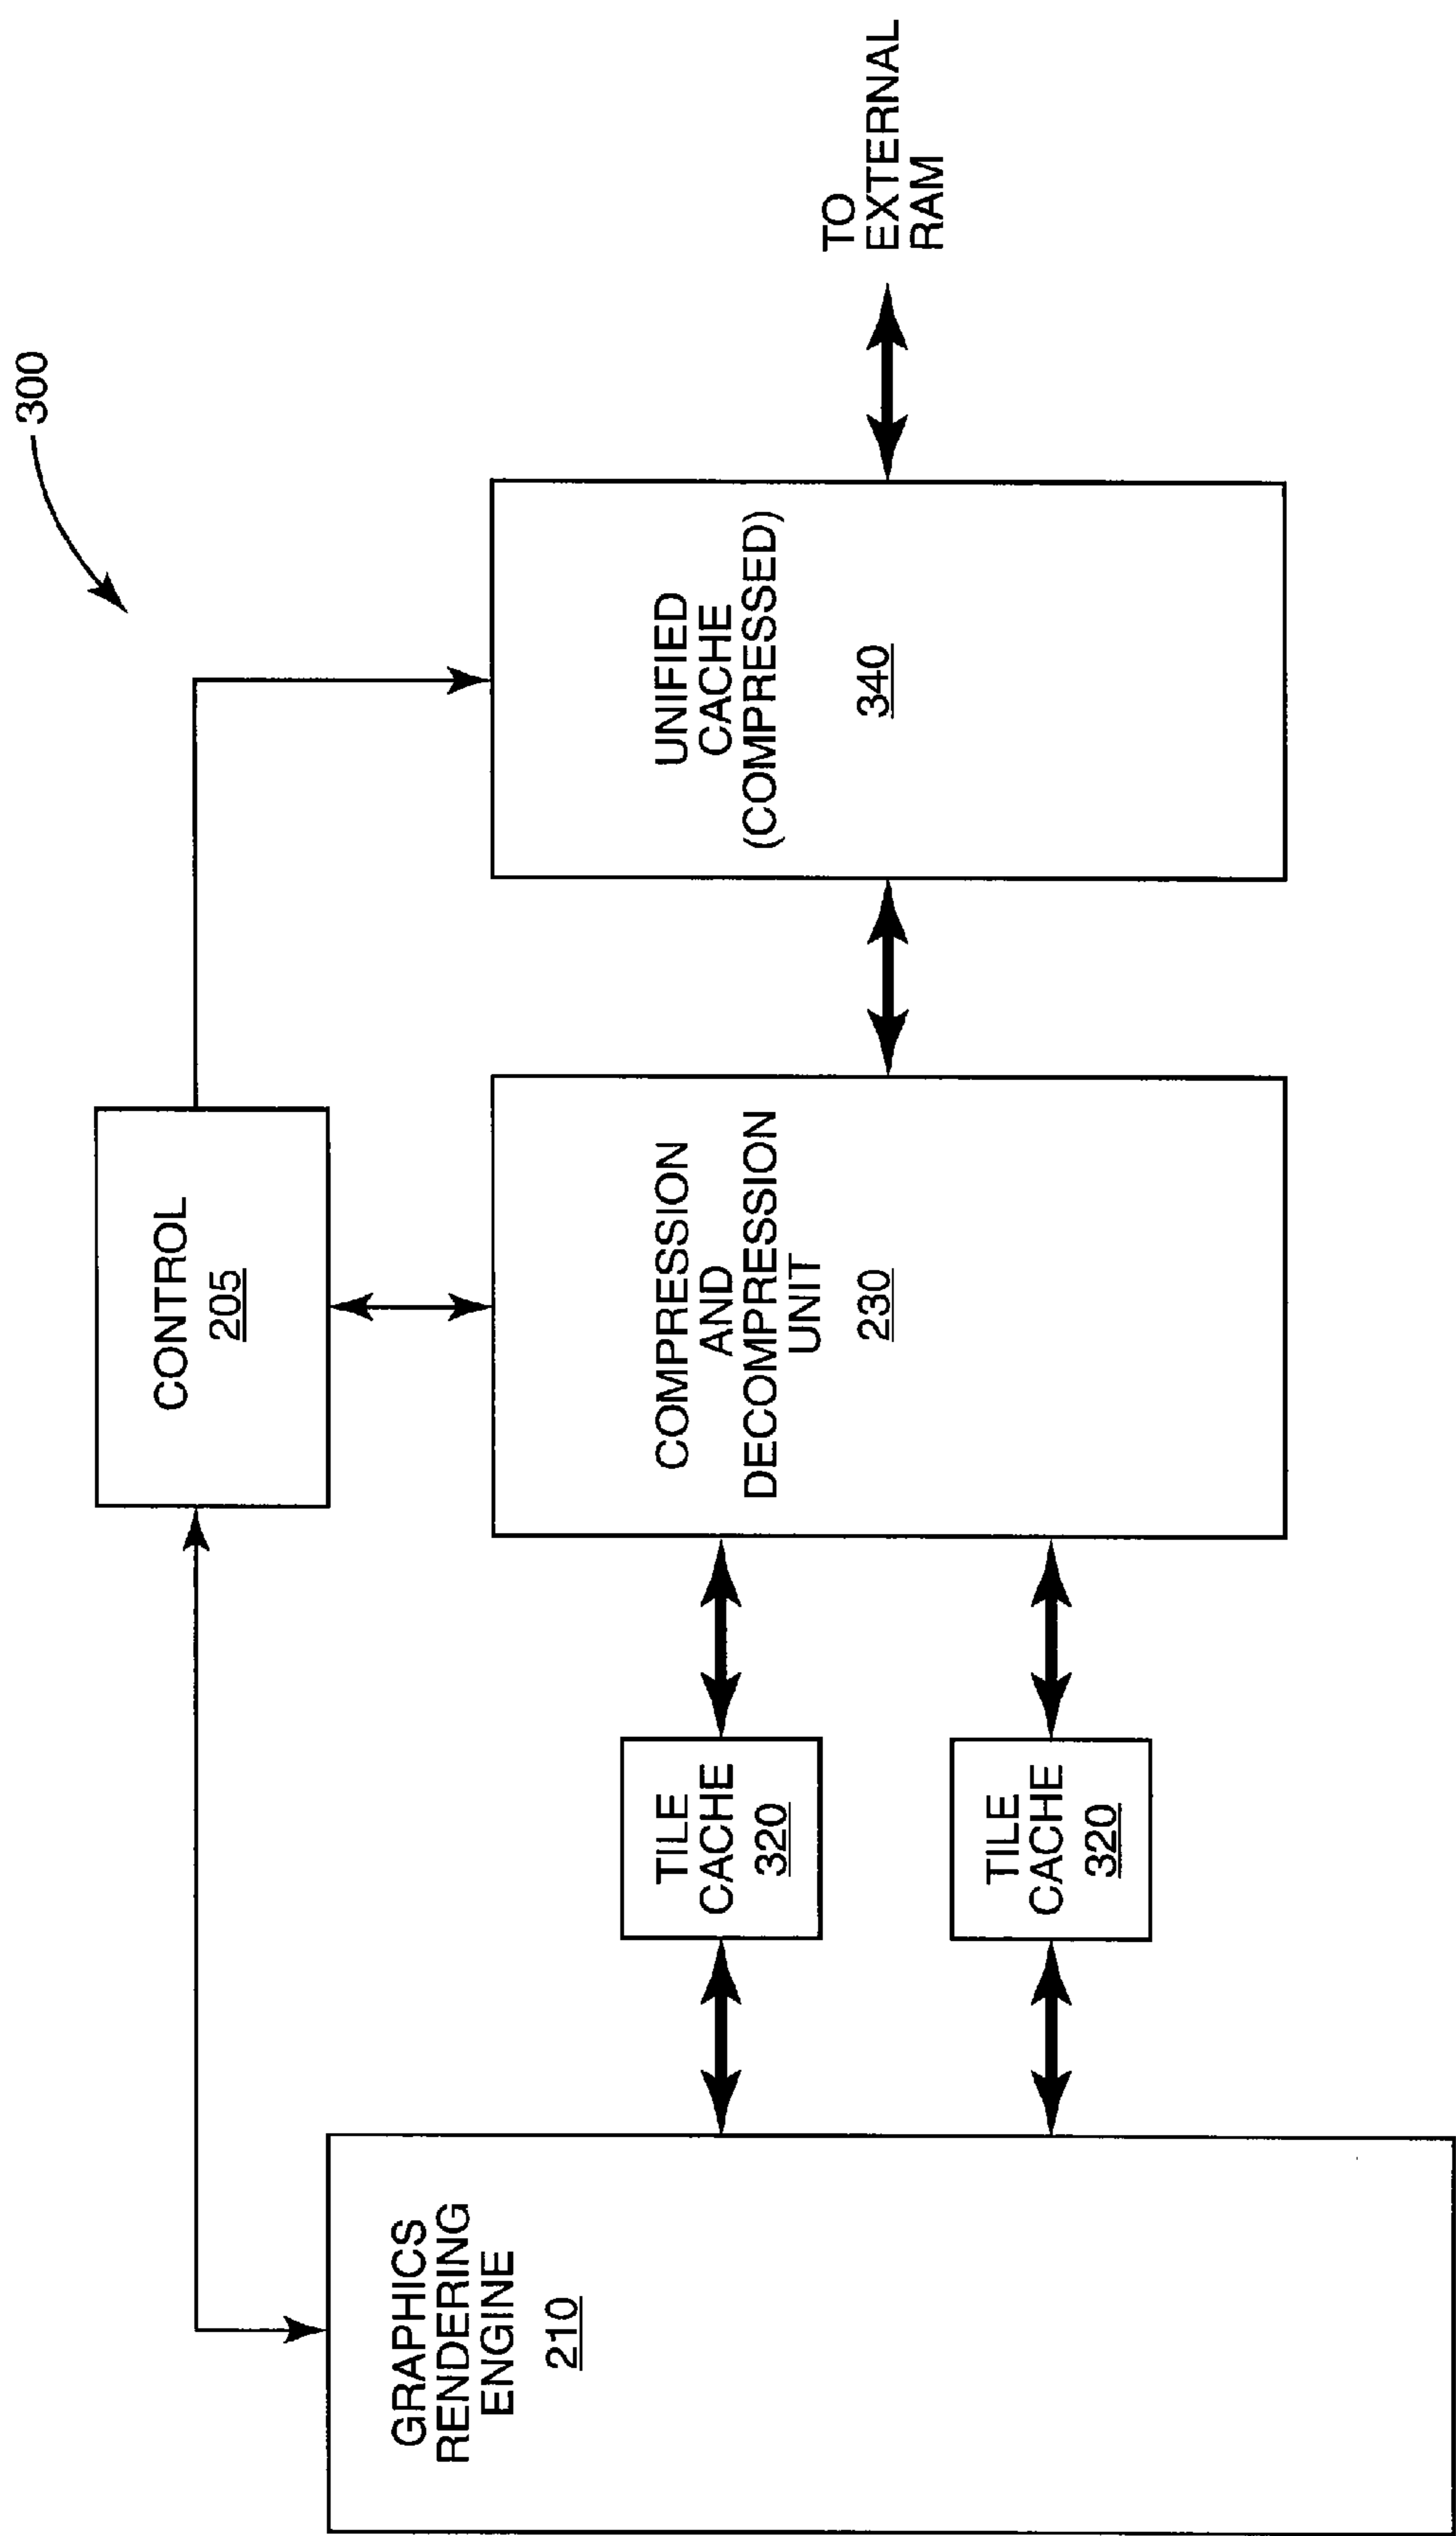 300
CONTROL
205
GRAPHICS
RENDERING
ENGINE
210
TILE
CACHE
320
TILE
CACHE
320
COMPRESSION
AND
DECOMPRESSION
UNIT
230
UNIFIED
CACHE
(COMPRESSED)
340
TO
EXTERNAL
RAM